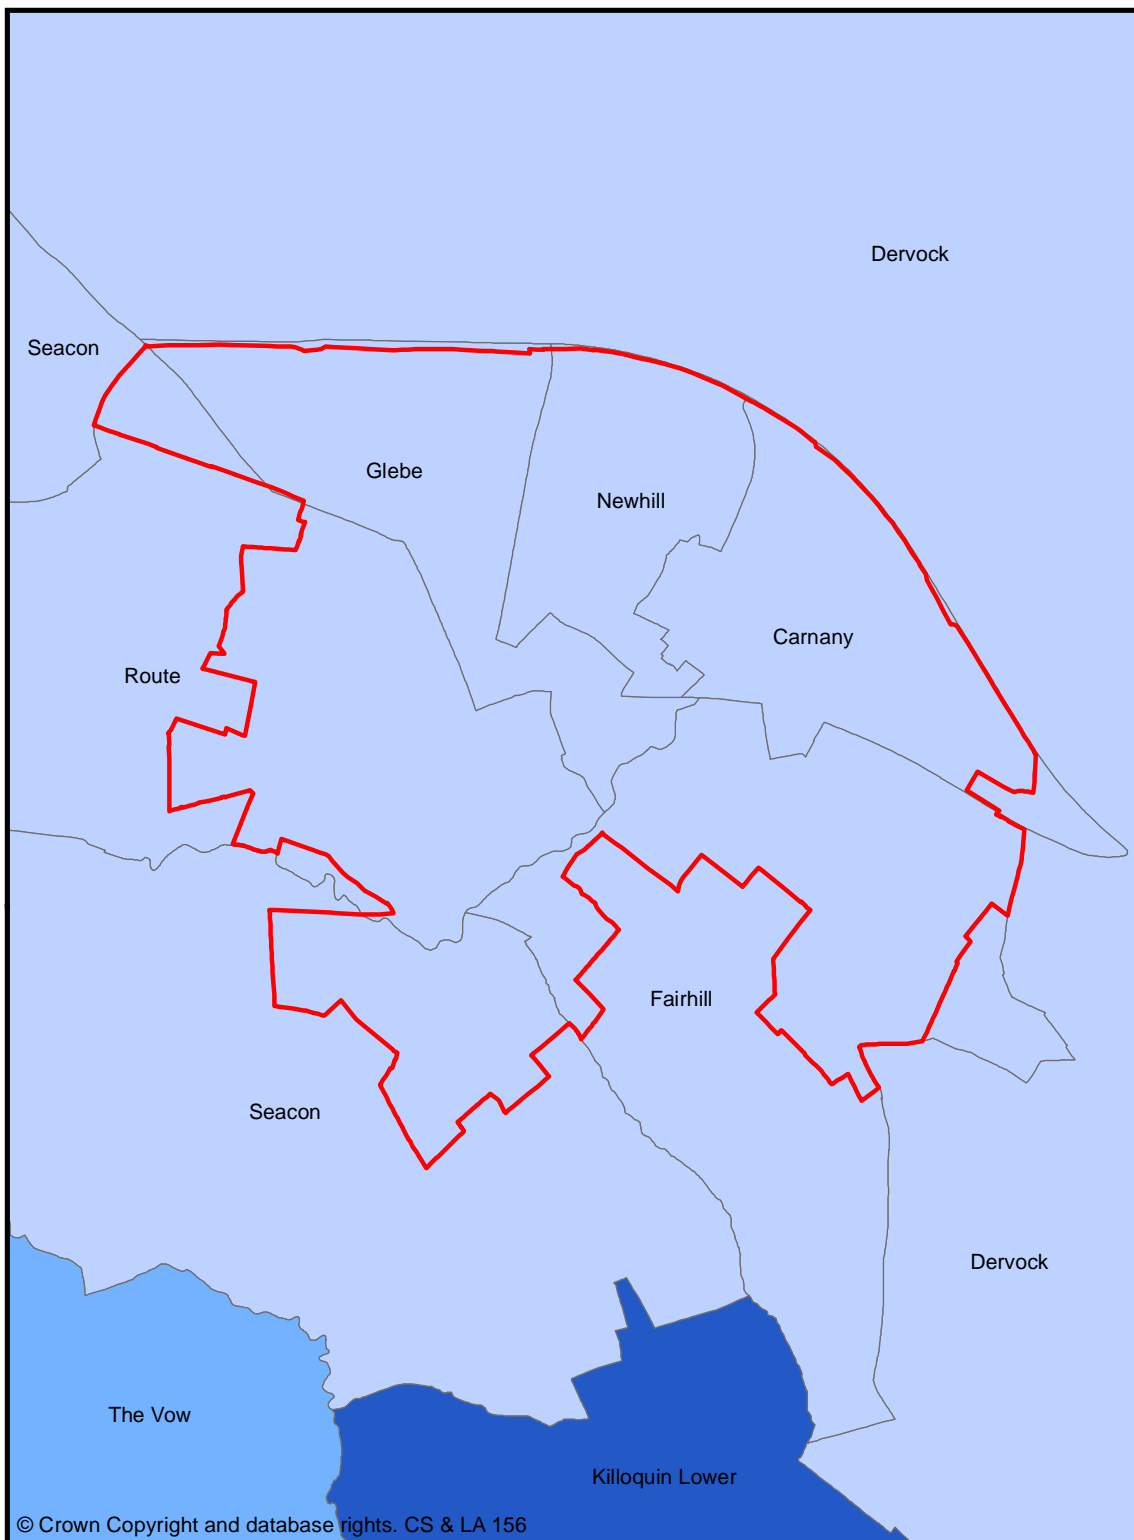 Dervock
Seacon
Glebe
Newhill
Carnany
Route
Fairhill
Seacon
Dervock
The Vow
Killoquin Lower
© Crown Copyright and database rights. CS & LA 156